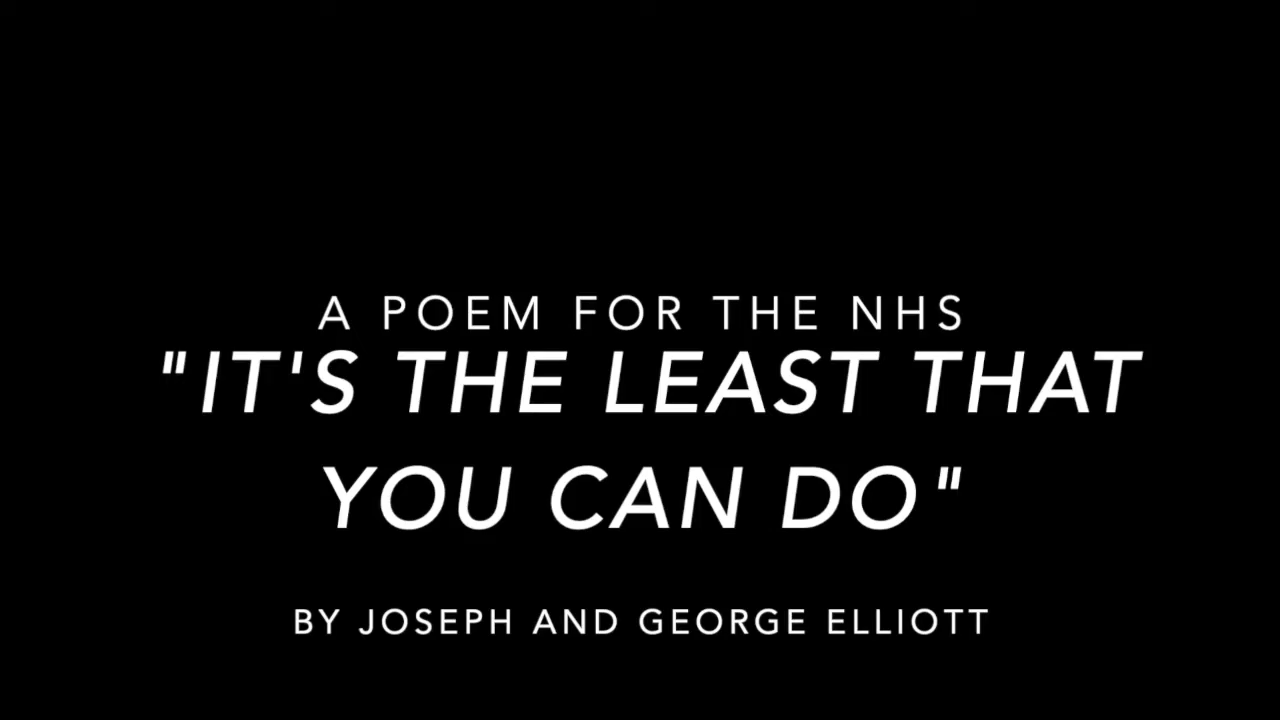 A POEM FOR THE NHS
"IT'S THE LEAST THAT
YOU CAN DO"
BY JOSEPH AND GEORGE ELLIOTT